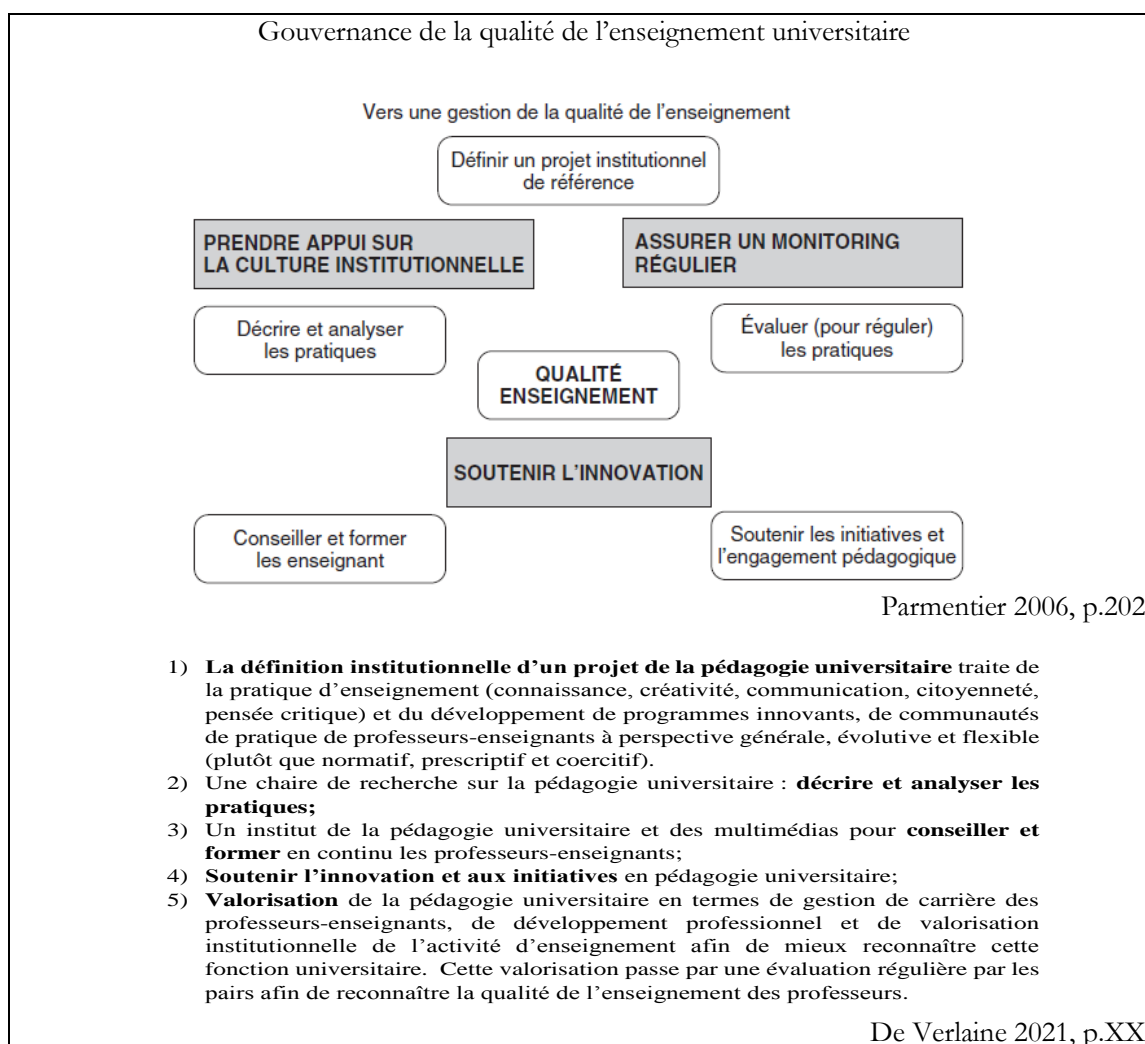 Gouvernance de la qualité de l'enseignement universitaire
Vers une gestion de la qualité de l'enseignement
Définir un projet institutionnel
de référence
PRENDRE APPUI SUR
LA CULTURE INSTITUTIONNELLE
ASSURER UN MONITORING
RÉGULIER
Décrire et analyser
les pratiques
Évaluer (pour réguler)
les pratiques
QUALITÉ
ENSEIGNEMENT
SOUTENIR L'INNOVATION
Conseiller et former
les enseignant
Soutenir les initiatives et
l'engagement pédagogique
Parmentier 2006, p.202
1) La définition institutionnelle d'un projet de la pédagogie universitaire traite de
la pratique d'enseignement (connaissance, créativité, communication, citoyenneté,
pensée critique) et du développement de programmes innovants, de communautés
de pratique de professeurs-enseignants à perspective générale, évolutive et flexible
(plutôt que normatif, prescriptif et coercitif).
2) Une chaire de recherche sur la pédagogie universitaire : décrire et analyser les
pratiques;
3) Un institut de la pédagogie universitaire et des multimédias pour conseiller et
former en continu les professeurs-enseignants;
4) Soutenir l'innovation et aux initiatives en pédagogie universitaire;
5) Valorisation de la pédagogie universitaire en termes de gestion de carrière des
professeurs-enseignants, de développement professionnel et de valorisation
institutionnelle de l'activité d'enseignement afin de mieux reconnaître cette
fonction universitaire. Cette valorisation passe par une évaluation régulière par les
pairs afin de reconnaître la qualité de l'enseignement des professeurs.
De Verlaine 2021, p.XX